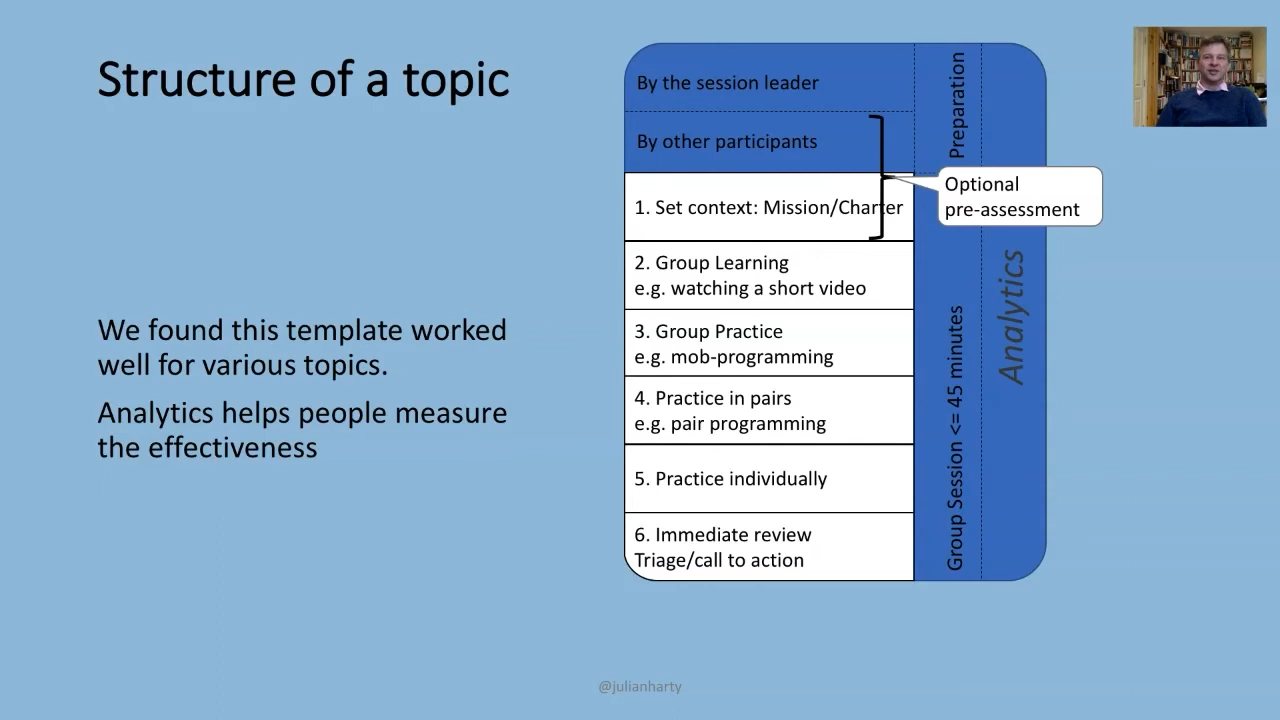 Structure of a topic
We found this template worked
well for various topics.
Analytics helps people measure
the effectiveness
By the session leader
By other participants
1. Set context: Mission/Charter
2. Group Learning
e.g. watching a short video
3. Group Practice
e.g. mob-programming
4. Practice in pairs
e.g. pair programming
5. Practice individually
6. Immediate review
Triage/call to action
Preparation
Group Session <= 45 minutes
Analytics
Optional
pre-assessment
@julianharty